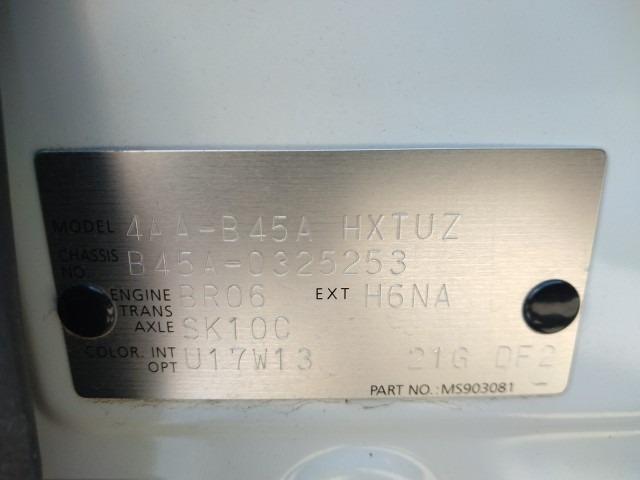 MODEL 4AA-B45A HXTUZ
CHASSIS NO. B45A-0325253
ENGINE BR06 EXT H6NA
TRANS AXLE SK10C
COLOR. INT OPT U17W13 21G DF2
PART NO.:MS903081